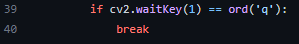 39 if cv2.waitKey(1) == ord('q'):
40 break